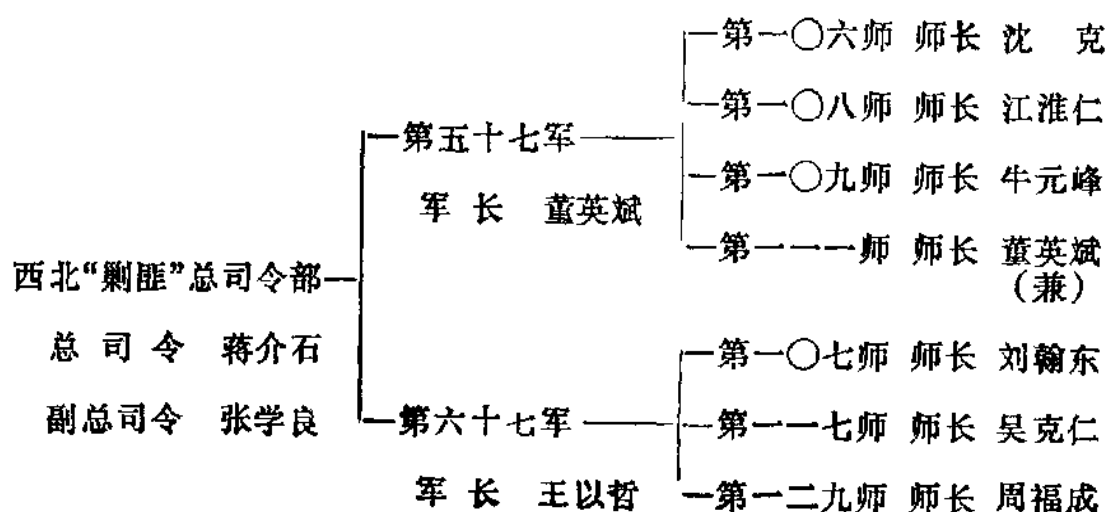 第一〇六师 师长 沈 克
第一〇八师 师长 江淮仁
第五十七军
第一〇九师 师长 牛元峰
军 长 董英斌
第一一一师 师长 董英斌
(兼)
西北“剿匪”总司令部
总 司 令 蒋介石
第一〇七师 师长 刘翰东
副总司令 张学良
第六十七军
第一一七师 师长 吴克仁
军 长 王以哲
第一二九师 师长 周福成